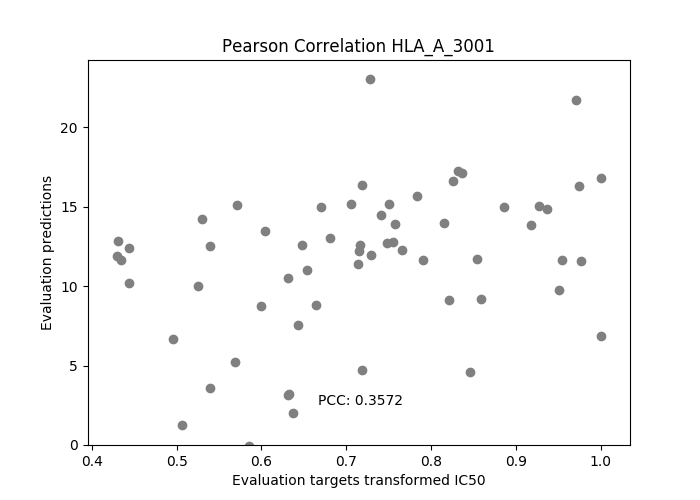 Pearson Correlation HLA_A_3001
Evaluation predictions
20
15
10
5
0
PCC: 0.3572
0.4 0.5 0.6 0.7 0.8 0.9 1.0
Evaluation targets transformed IC50